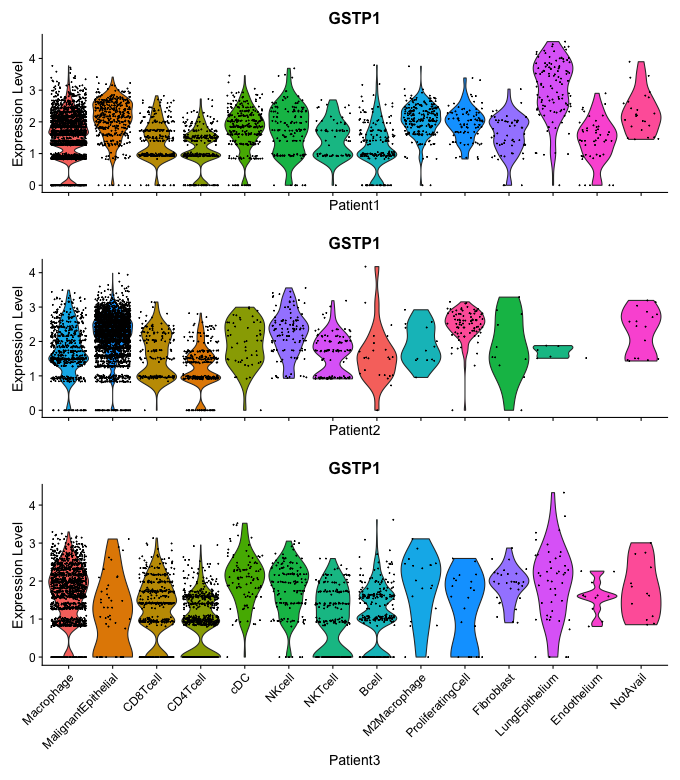 GSTP1
Expression Level
4
3
2
1
0
Patient1
GSTP1
Expression Level
4
3
2
1
0
Patient2
GSTP1
Expression Level
4
3
2
1
0
Macrophage
MalignantEpithelial
CD8Tcell
CD4Tcell
cDC
NKcell
NKTcell
Bcell
M2Macrophage
ProliferatingCell
Fibroblast
LungEpithelium
Endothelium
NotAvail
Patient3